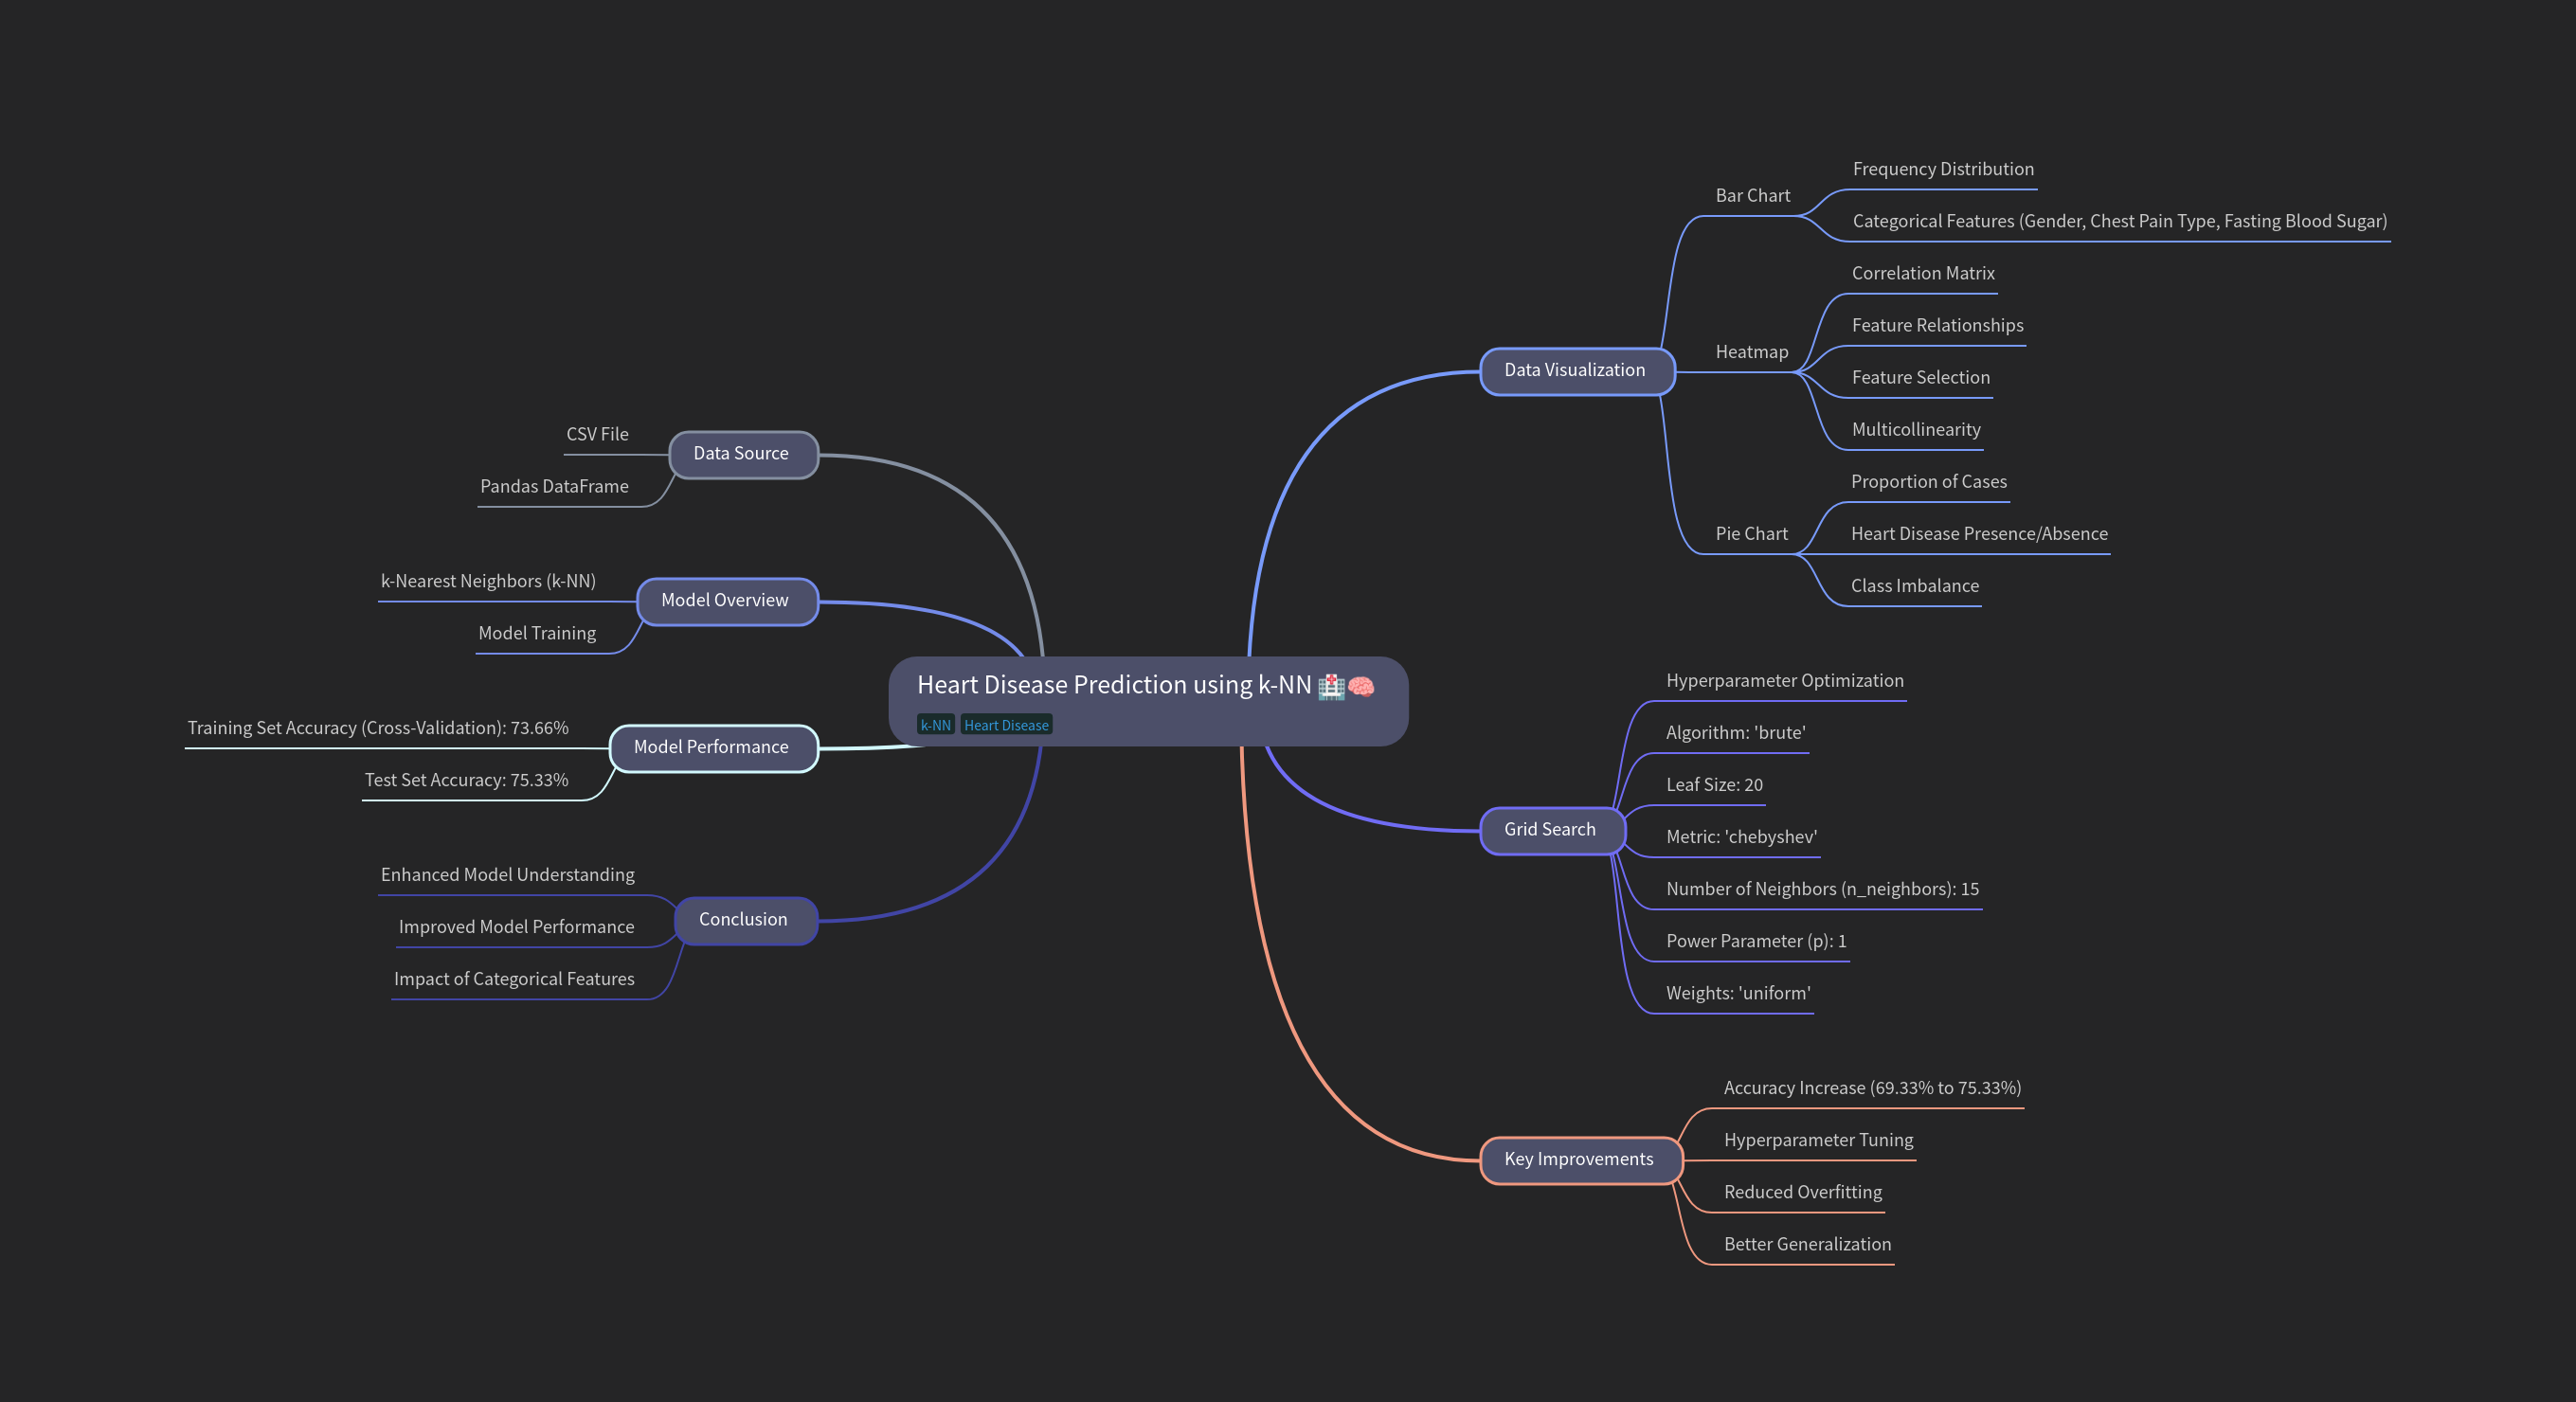 Heart Disease Prediction using k-NN 🏥🧠
k-NN Heart Disease
Data Visualization
Bar Chart
Frequency Distribution
Categorical Features (Gender, Chest Pain Type, Fasting Blood Sugar)
Heatmap
Correlation Matrix
Feature Relationships
Feature Selection
Multicollinearity
Pie Chart
Proportion of Cases
Heart Disease Presence/Absence
Class Imbalance
Grid Search
Hyperparameter Optimization
Algorithm: 'brute'
Leaf Size: 20
Metric: 'chebyshev'
Number of Neighbors (n_neighbors): 15
Power Parameter (p): 1
Weights: 'uniform'
Key Improvements
Accuracy Increase (69.33% to 75.33%)
Hyperparameter Tuning
Reduced Overfitting
Better Generalization
Data Source
CSV File
Pandas DataFrame
Model Overview
k-Nearest Neighbors (k-NN)
Model Training
Model Performance
Training Set Accuracy (Cross-Validation): 73.66%
Test Set Accuracy: 75.33%
Conclusion
Enhanced Model Understanding
Improved Model Performance
Impact of Categorical Features